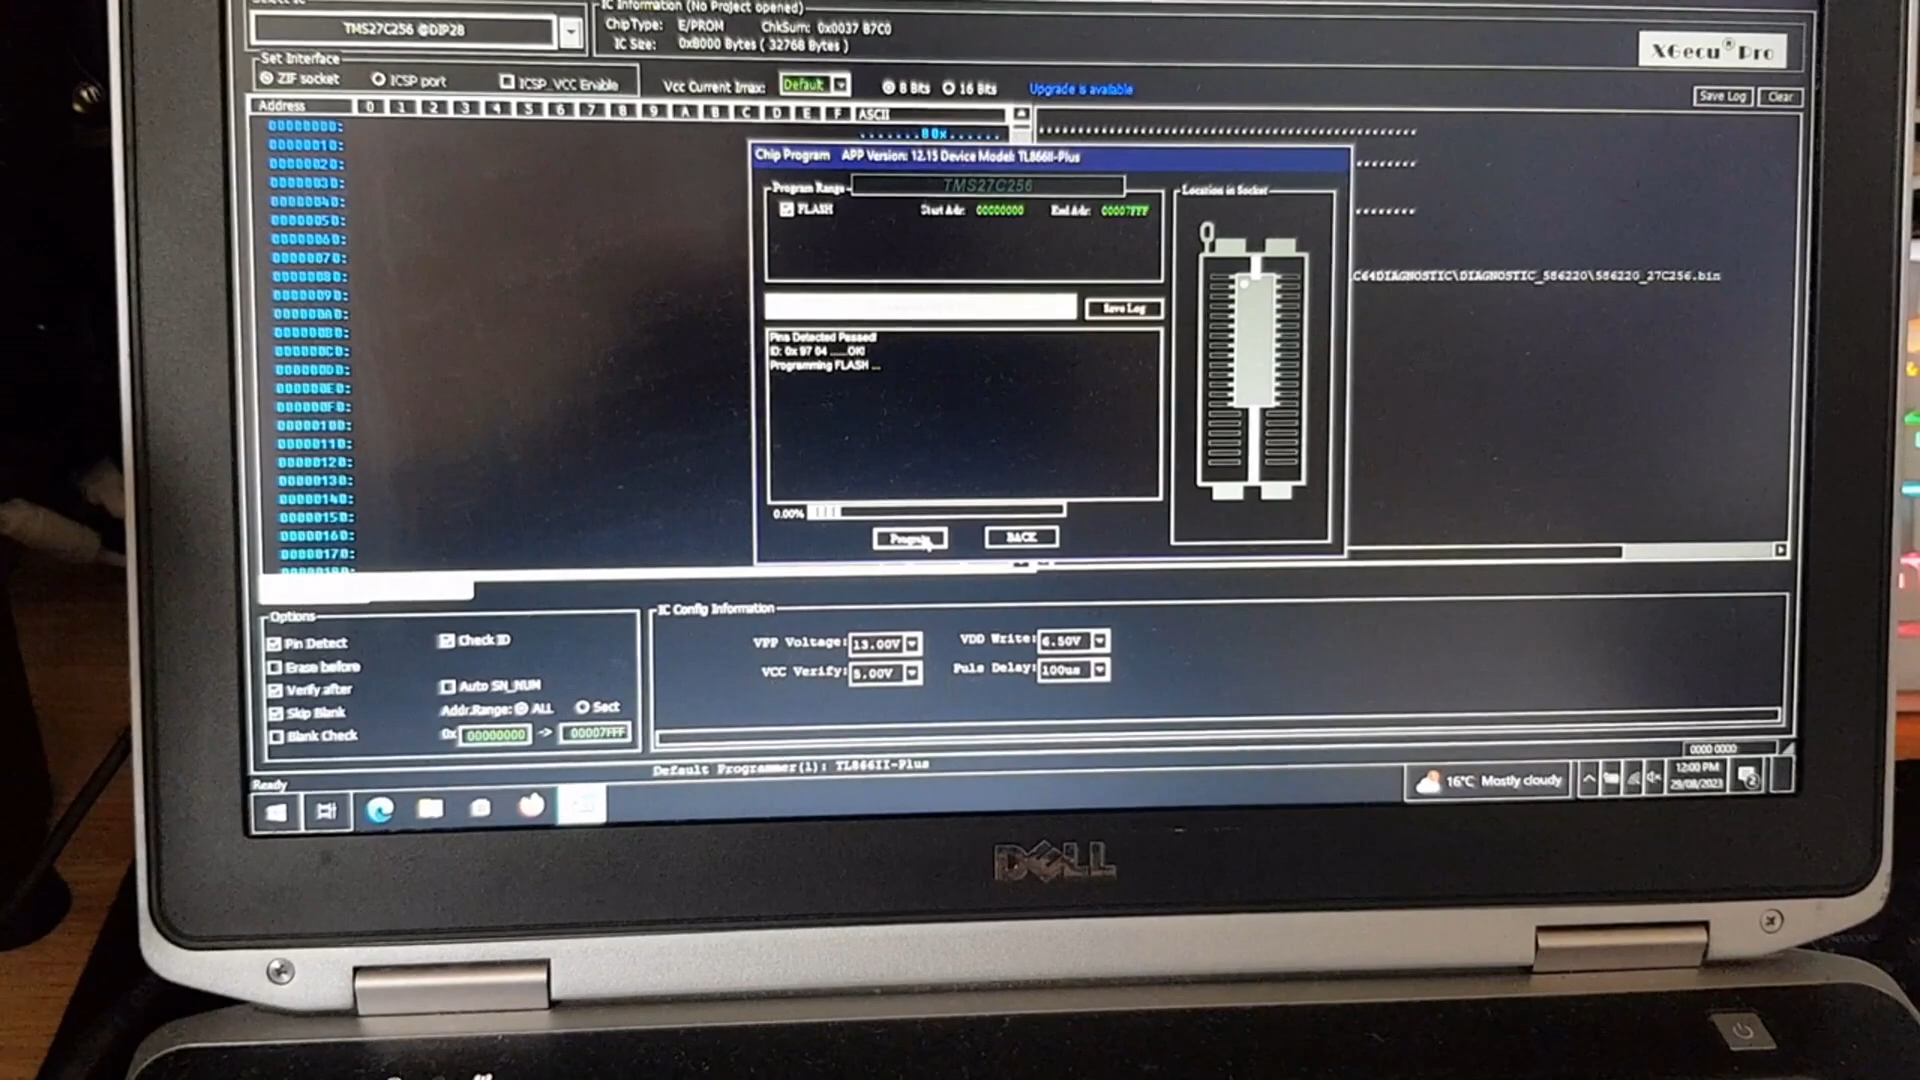 IC Information (No Project opened)
TMS27C256 @DIP28
ChipType: E/PROM ChkSum: 0x0037 87C0
IC Size: 0x8000 Bytes ( 32768 Bytes )
XGecu® Pro
Set Interface
ZIF socket ICSP port ICSP_VCC Enable
Vcc Current Imax: Default 8 Bits 16 Bits Upgrade is available
Save Log Clear
Address 0 1 2 3 4 5 6 7 8 9 A B C D E F ASCII
00000000:
00000010:
00000020:
00000030:
00000040:
00000050:
00000060:
00000070:
00000080:
00000090:
000000A0:
000000B0:
000000C0:
000000D0:
000000E0:
000000F0:
00000100:
00000110:
00000120:
00000130:
00000140:
00000150:
00000160:
00000170:
Chip Program APP Version: 12.15 Device Model: TL866II-Plus
Program Range TMS27C256
FLASH Start Adr: 00000000 End Adr: 00007FFF
Location in Socket
Save Log
Pins Detected Passed!
ID: 0x 97 04 ......OK!
Programming FLASH ...
0.00%
Program BACK
C64DIAGNOSTIC\DIAGNOSTIC_586220\586220_27C256.bin
Options
Pin Detect Check ID
Erase before
Verify after Auto SN_NUM
Skip Blank Addr.Range: ALL Sect
Blank Check 0x 00000000 -> 00007FFF
IC Config Information
VPP Voltage: 13.00V VDD Write: 6.50V
VCC Verify: 5.00V Puls Delay: 100us
0000 0000
Ready
Default Programmer(1): TL866II-Plus
16°C Mostly cloudy
12:00 PM
29/08/2023
2
DELL